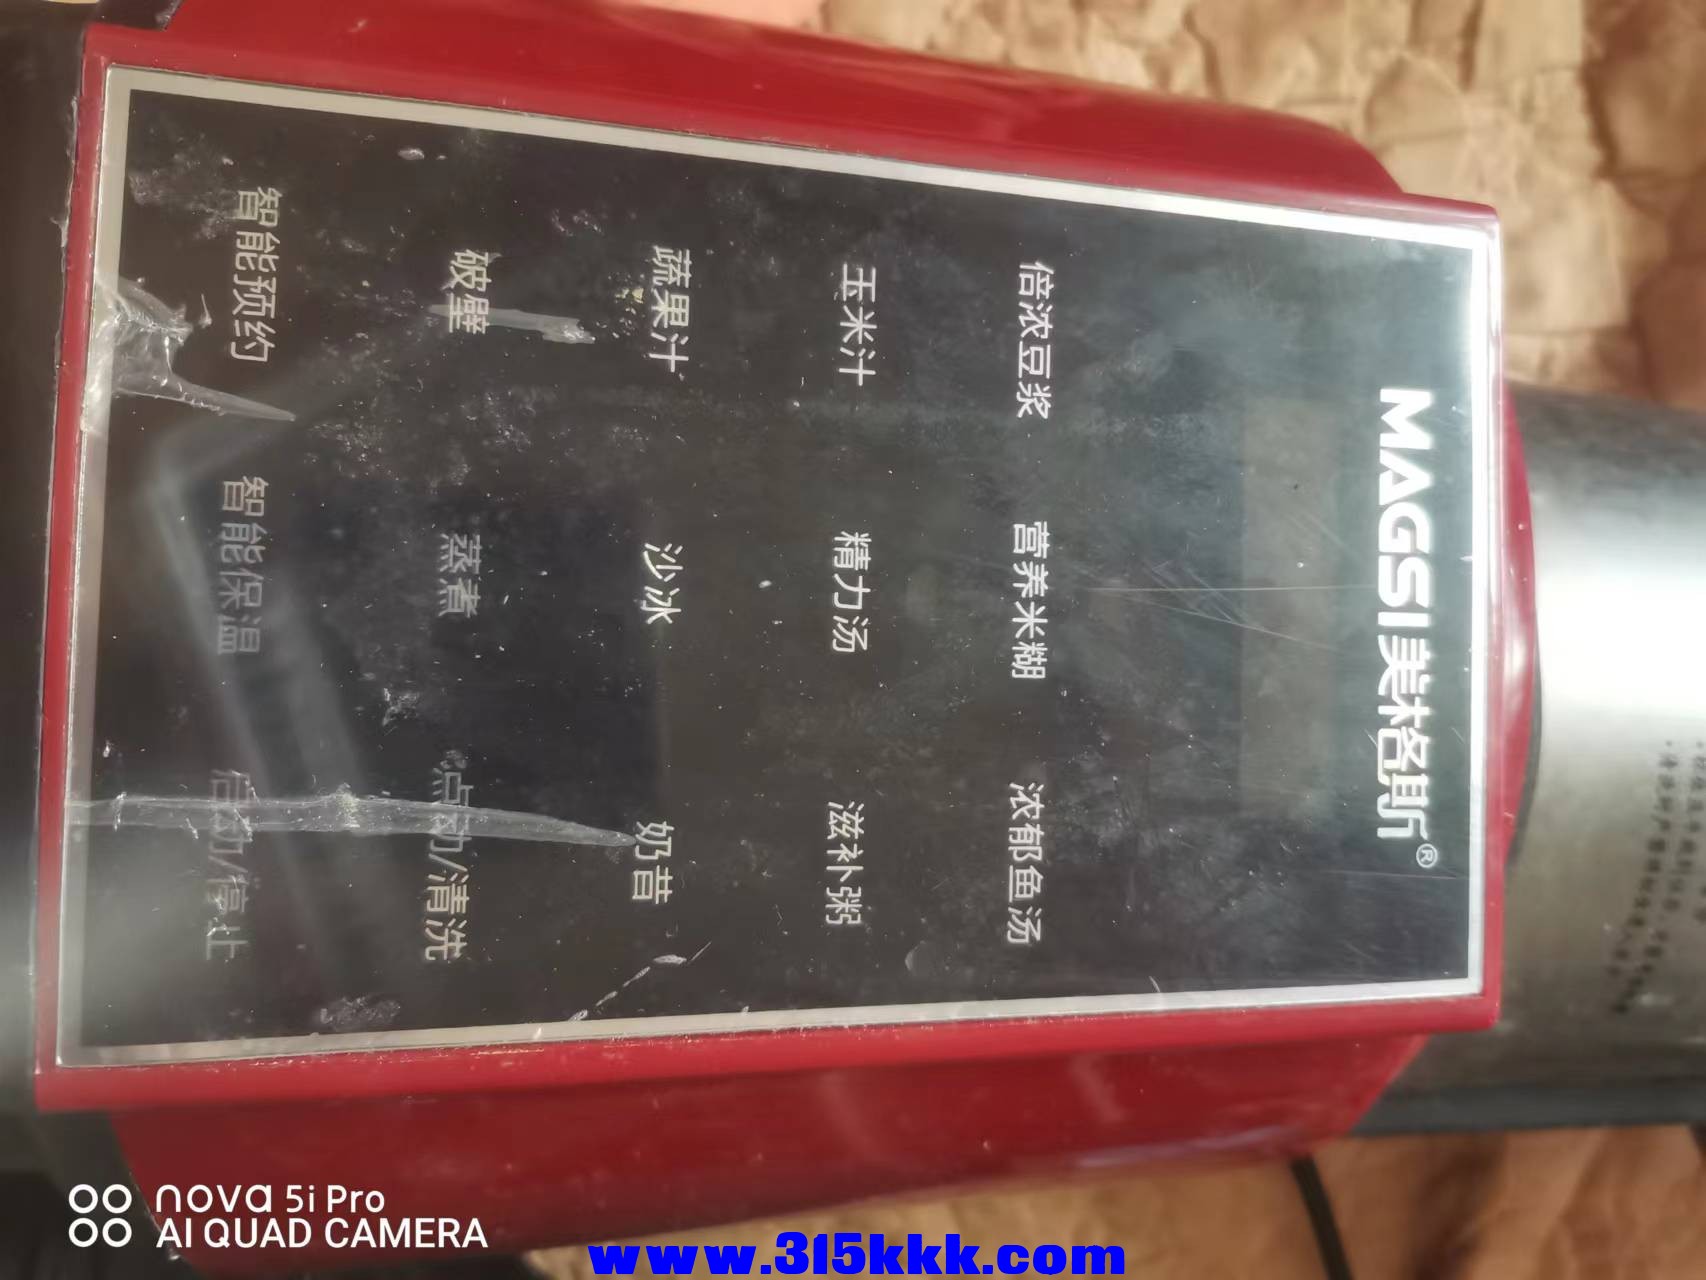 MAGSSI美格斯®
倍浓豆浆 营养米糊 浓郁鱼汤
玉米汁 精力汤 滋补粥
蔬果汁 沙冰 奶昔
破壁 蒸煮 点动/清洗
智能预约 智能保温 启动/停止
nova 5i Pro
AI QUAD CAMERA
www.315kkk.com